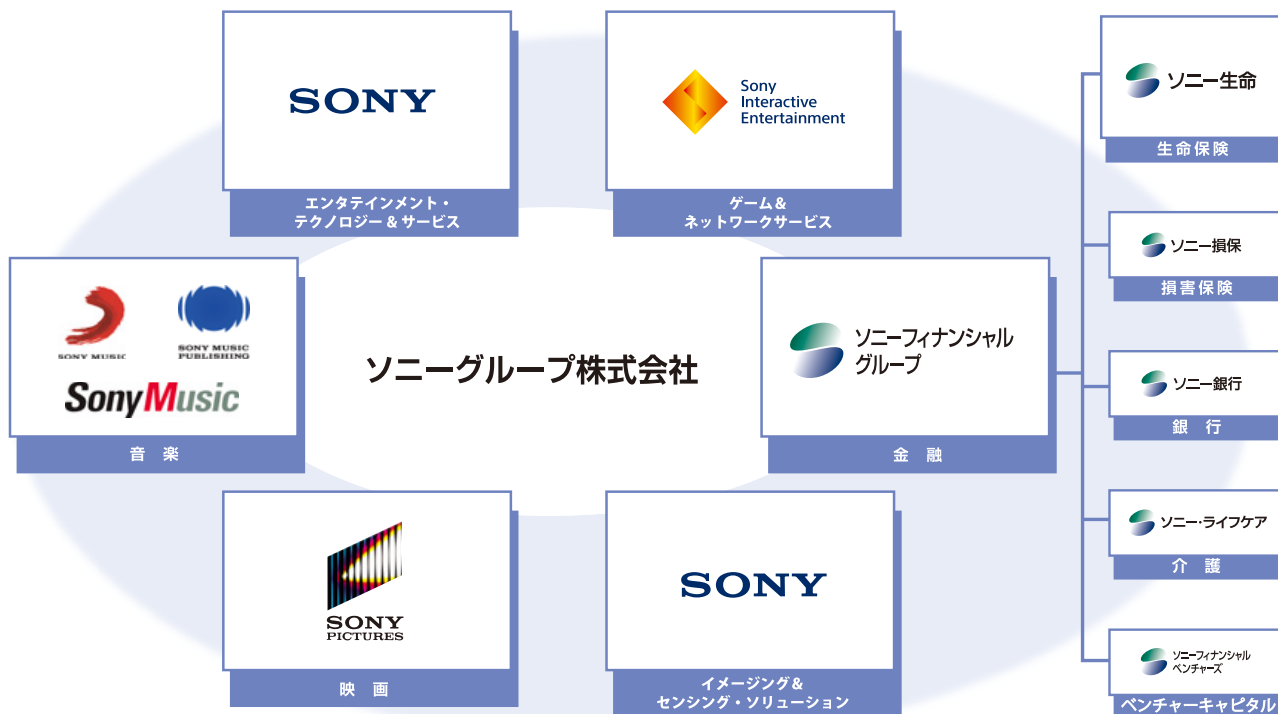 SONY
エンタテインメント・
テクノロジー & サービス
Sony
Interactive
Entertainment
ゲーム&
ネットワークサービス
SONY MUSIC
SONY MUSIC
PUBLISHING
SonyMusic
音 楽
ソニーグループ株式会社
ソニーフィナンシャル
グループ
金 融
SONY
PICTURES
映 画
SONY
イメージング&
センシング・ソリューション
ソニー生命
生命保険
ソニー損保
損害保険
ソニー銀行
銀 行
ソニー・ライフケア
介 護
ソニーフィナンシャル
ベンチャーズ
ベンチャーキャピタル